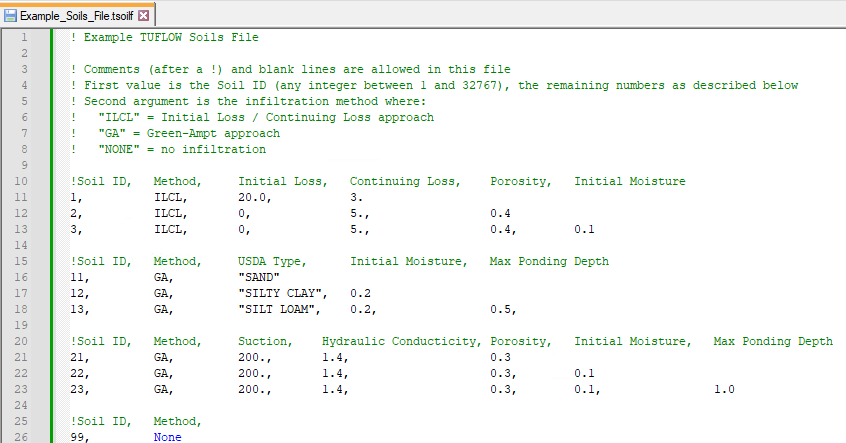 Example_Soils_File.tsoilf
1 ! Example TUFLOW Soils File
2
3 ! Comments (after a !) and blank lines are allowed in this file
4 ! First value is the Soil ID (any integer between 1 and 32767), the remaining numbers as described below
5 ! Second argument is the infiltration method where:
6 ! "ILCL" = Initial Loss / Continuing Loss approach
7 ! "GA" = Green-Ampt approach
8 ! "NONE" = no infiltration
9
10 !Soil ID, Method, Initial Loss, Continuing Loss, Porosity, Initial Moisture
11 1, ILCL, 20.0, 3.
12 2, ILCL, 0, 5., 0.4
13 3, ILCL, 0, 5., 0.4, 0.1
14
15 !Soil ID, Method, USDA Type, Initial Moisture, Max Ponding Depth
16 11, GA, "SAND"
17 12, GA, "SILTY CLAY", 0.2
18 13, GA, "SILT LOAM", 0.2, 0.5,
19
20 !Soil ID, Method, Suction, Hydraulic Conducticity, Porosity, Initial Moisture, Max Ponding Depth
21 21, GA, 200., 1.4, 0.3
22 22, GA, 200., 1.4, 0.3, 0.1
23 23, GA, 200., 1.4, 0.3, 0.1, 1.0
24
25 !Soil ID, Method,
26 99, None